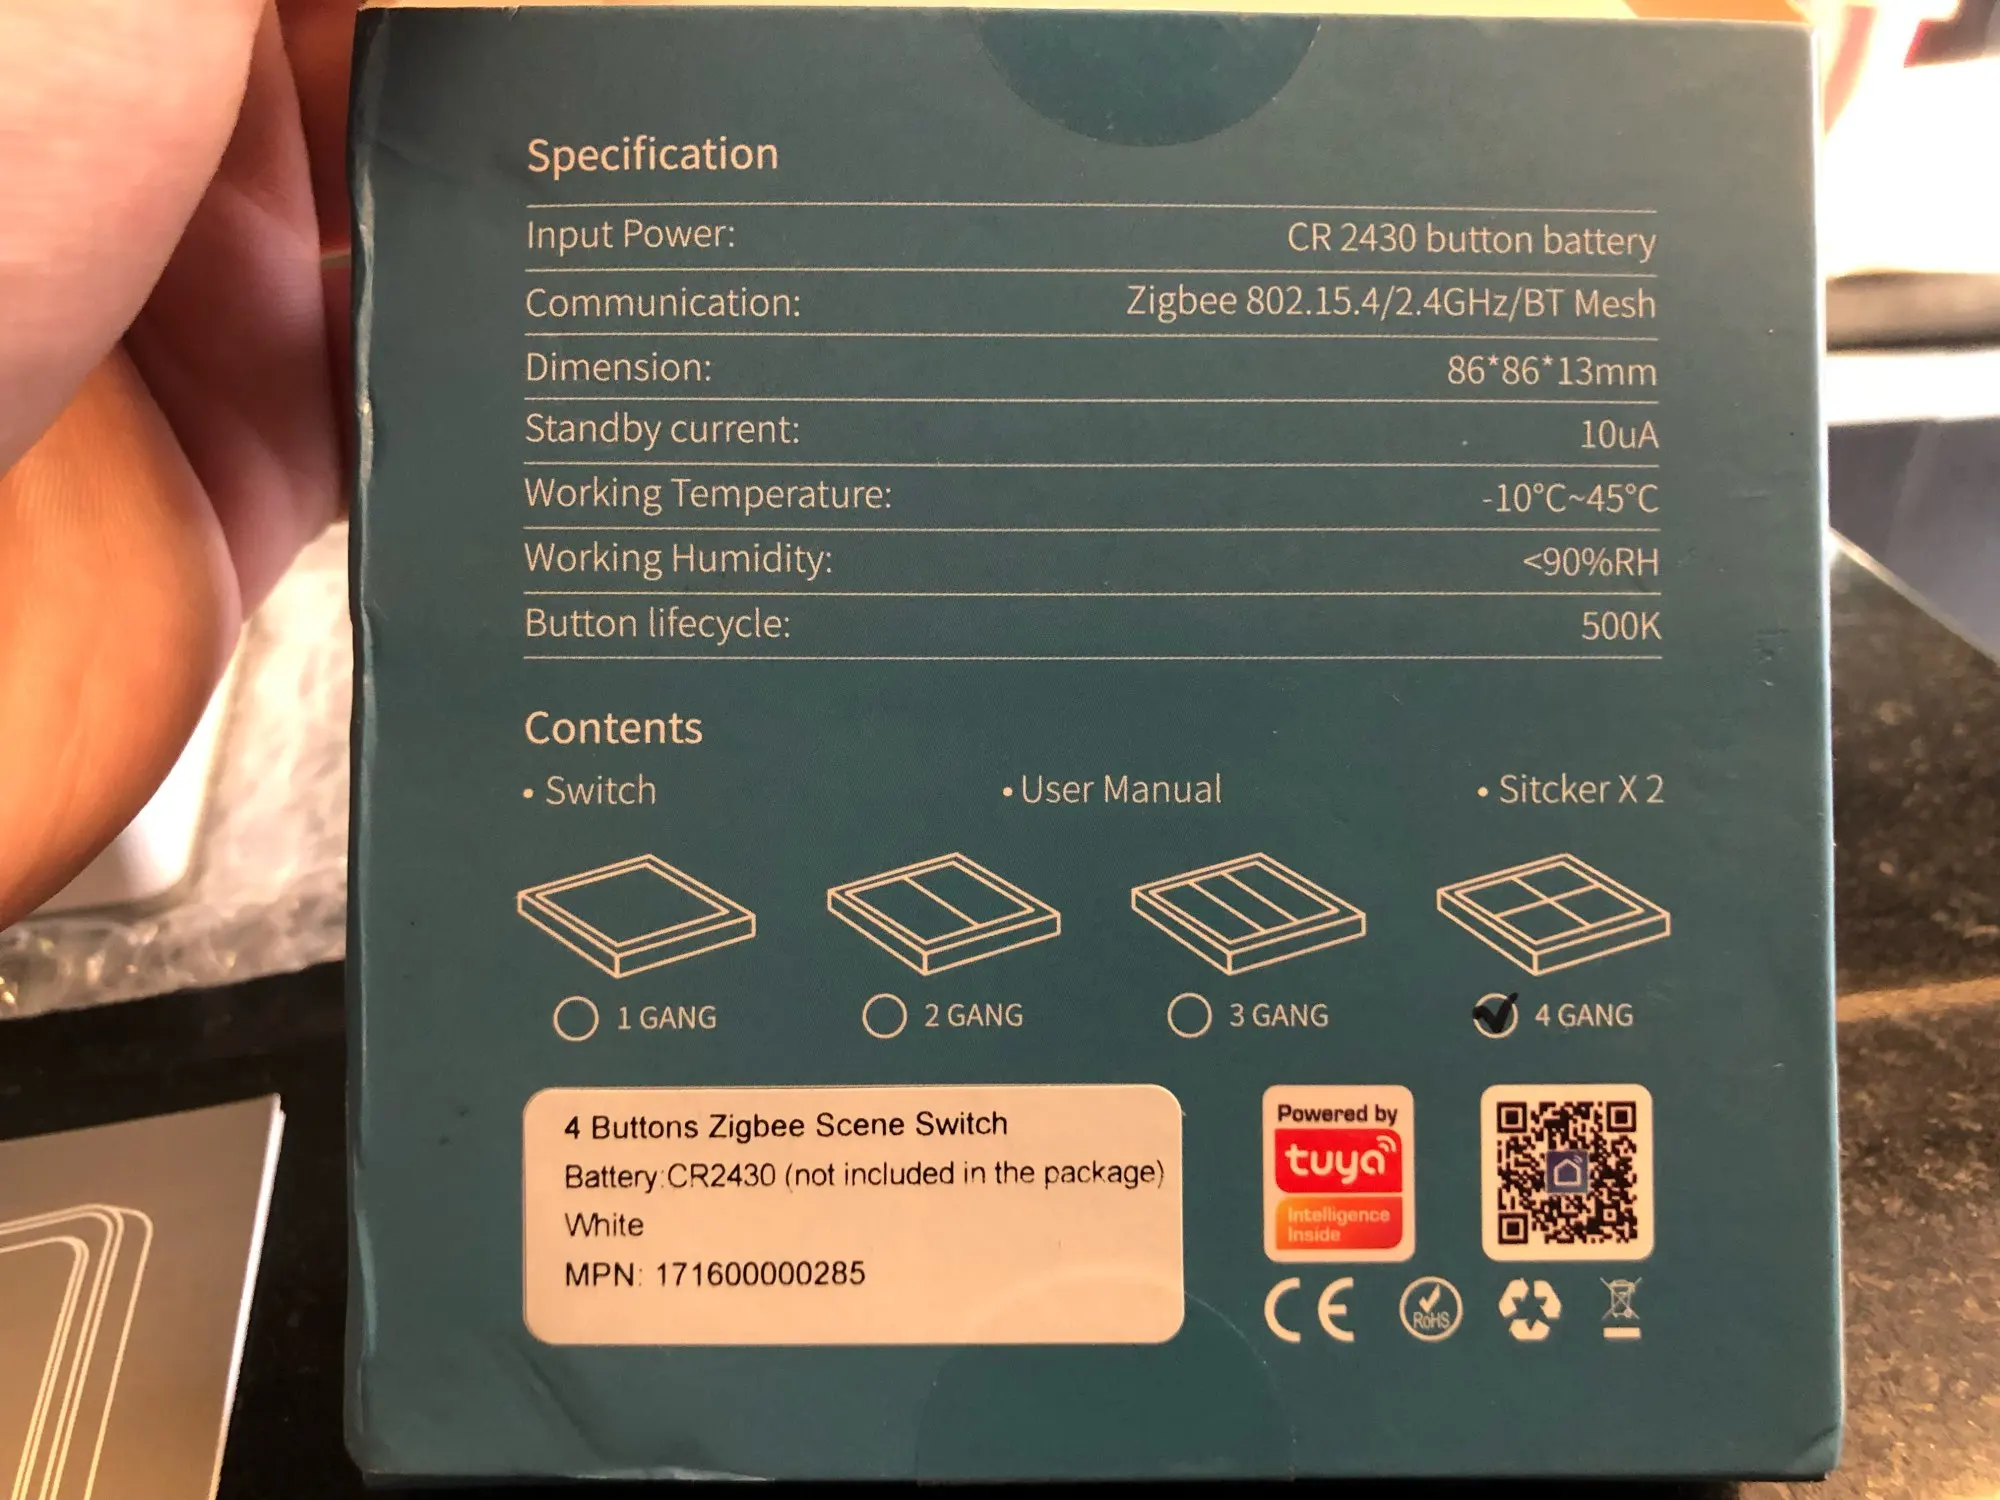 Specification
Input Power: CR 2430 button battery
Communication: Zigbee 802.15.4/2.4GHz/BT Mesh
Dimension: 86*86*13mm
Standby current: 10uA
Working Temperature: -10°C~45°C
Working Humidity: <90%RH
Button lifecycle: 500K
Contents
• Switch • User Manual • Sitcker X 2
1 GANG 2 GANG 3 GANG 4 GANG
4 Buttons Zigbee Scene Switch
Battery:CR2430 (not included in the package)
White
MPN: 171600000285
Powered by
tuya
Intelligence
Inside
CE RoHS